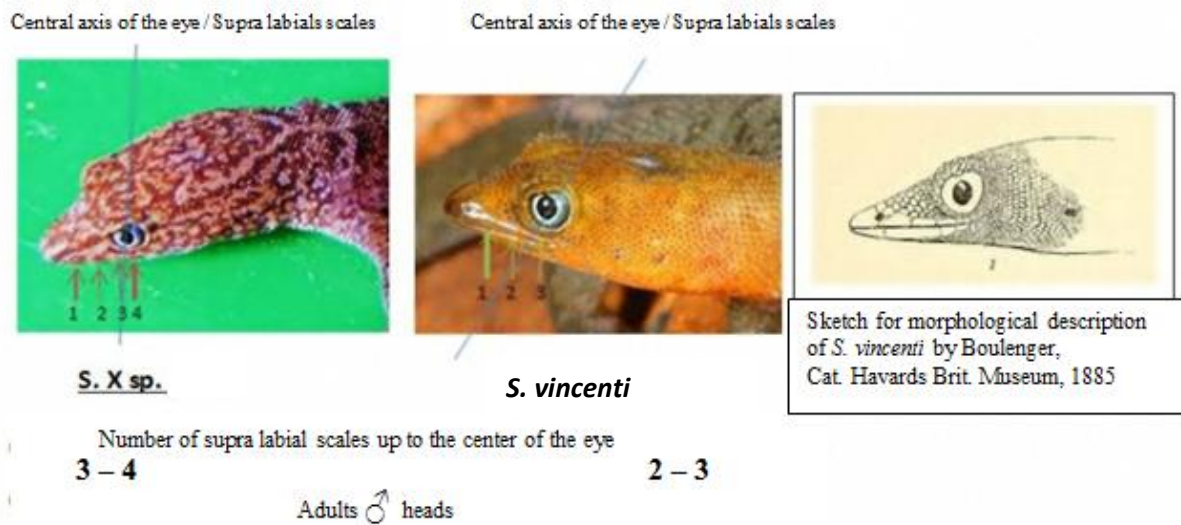 Central axis of the eye / Supra labials scales
Central axis of the eye / Supra labials scales
1 2 3 4
1 2 3
1
S. X sp.
S. vincenti
Sketch for morphological description
of S. vincenti by Boulenger,
Cat. Havards Brit. Museum, 1885
Number of supra labial scales up to the center of the eye
3 – 4
2 – 3
Adults ♂ heads